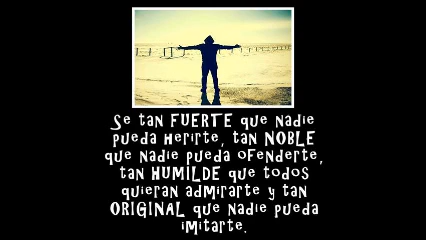 Se tan FUERTE que nadie
pueda herirte, tan NOBLE
que nadie pueda ofenderte,
tan HUMILDE que todos
quieran admirarte y tan
ORIGINAL que nadie pueda
imitarte.